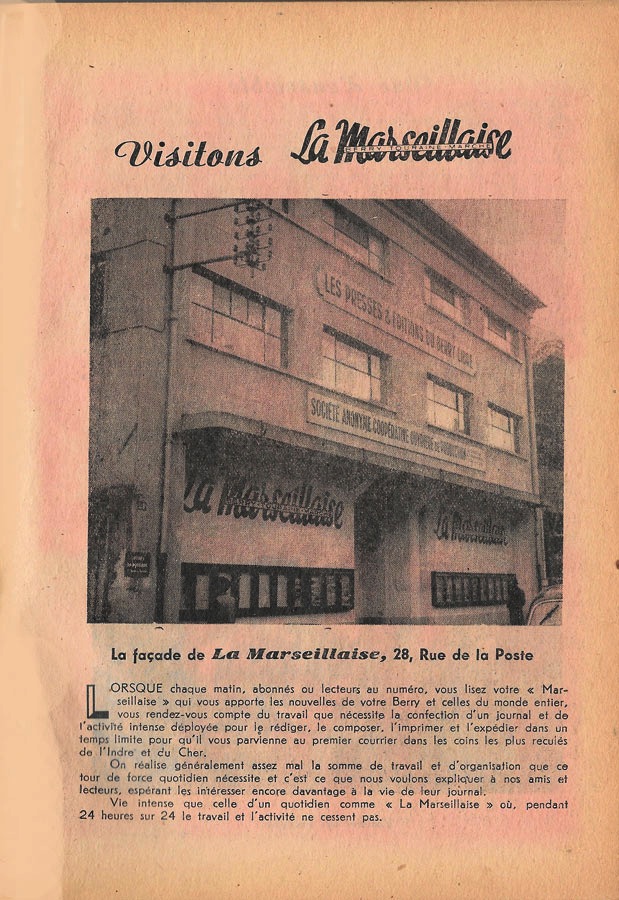 Visitons La Marseillaise
BERRY-TOURAINE-MARCHE
LES PRESSES & EDITIONS DU BERRY LIBRE
SOCIÉTÉ ANONYME COOPÉRATIVE OUVRIÈRE DE PRODUCTION
La Marseillaise
La Marseillaise
La façade de La Marseillaise, 28, Rue de la Poste
LORSQUE chaque matin, abonnés ou lecteurs au numéro, vous lisez votre « Mar-
seillaise » qui vous apporte les nouvelles de votre Berry et celles du monde entier,
vous rendez-vous compte du travail que nécessite la confection d'un journal et de
l'activité intense déployée pour le rédiger, le composer, l'imprimer et l'expédier dans un
temps limite pour qu'il vous parvienne au premier courrier dans les coins les plus reculés
de l'Indre et du Cher.
On réalise généralement assez mal la somme de travail et d'organisation que ce
tour de force quotidien nécessite et c'est ce que nous voulons expliquer à nos amis et
lecteurs, espérant les intéresser encore davantage à la vie de leur journal.
Vie intense que celle d'un quotidien comme « La Marseillaise » où, pendant
24 heures sur 24 le travail et l'activité ne cessent pas.